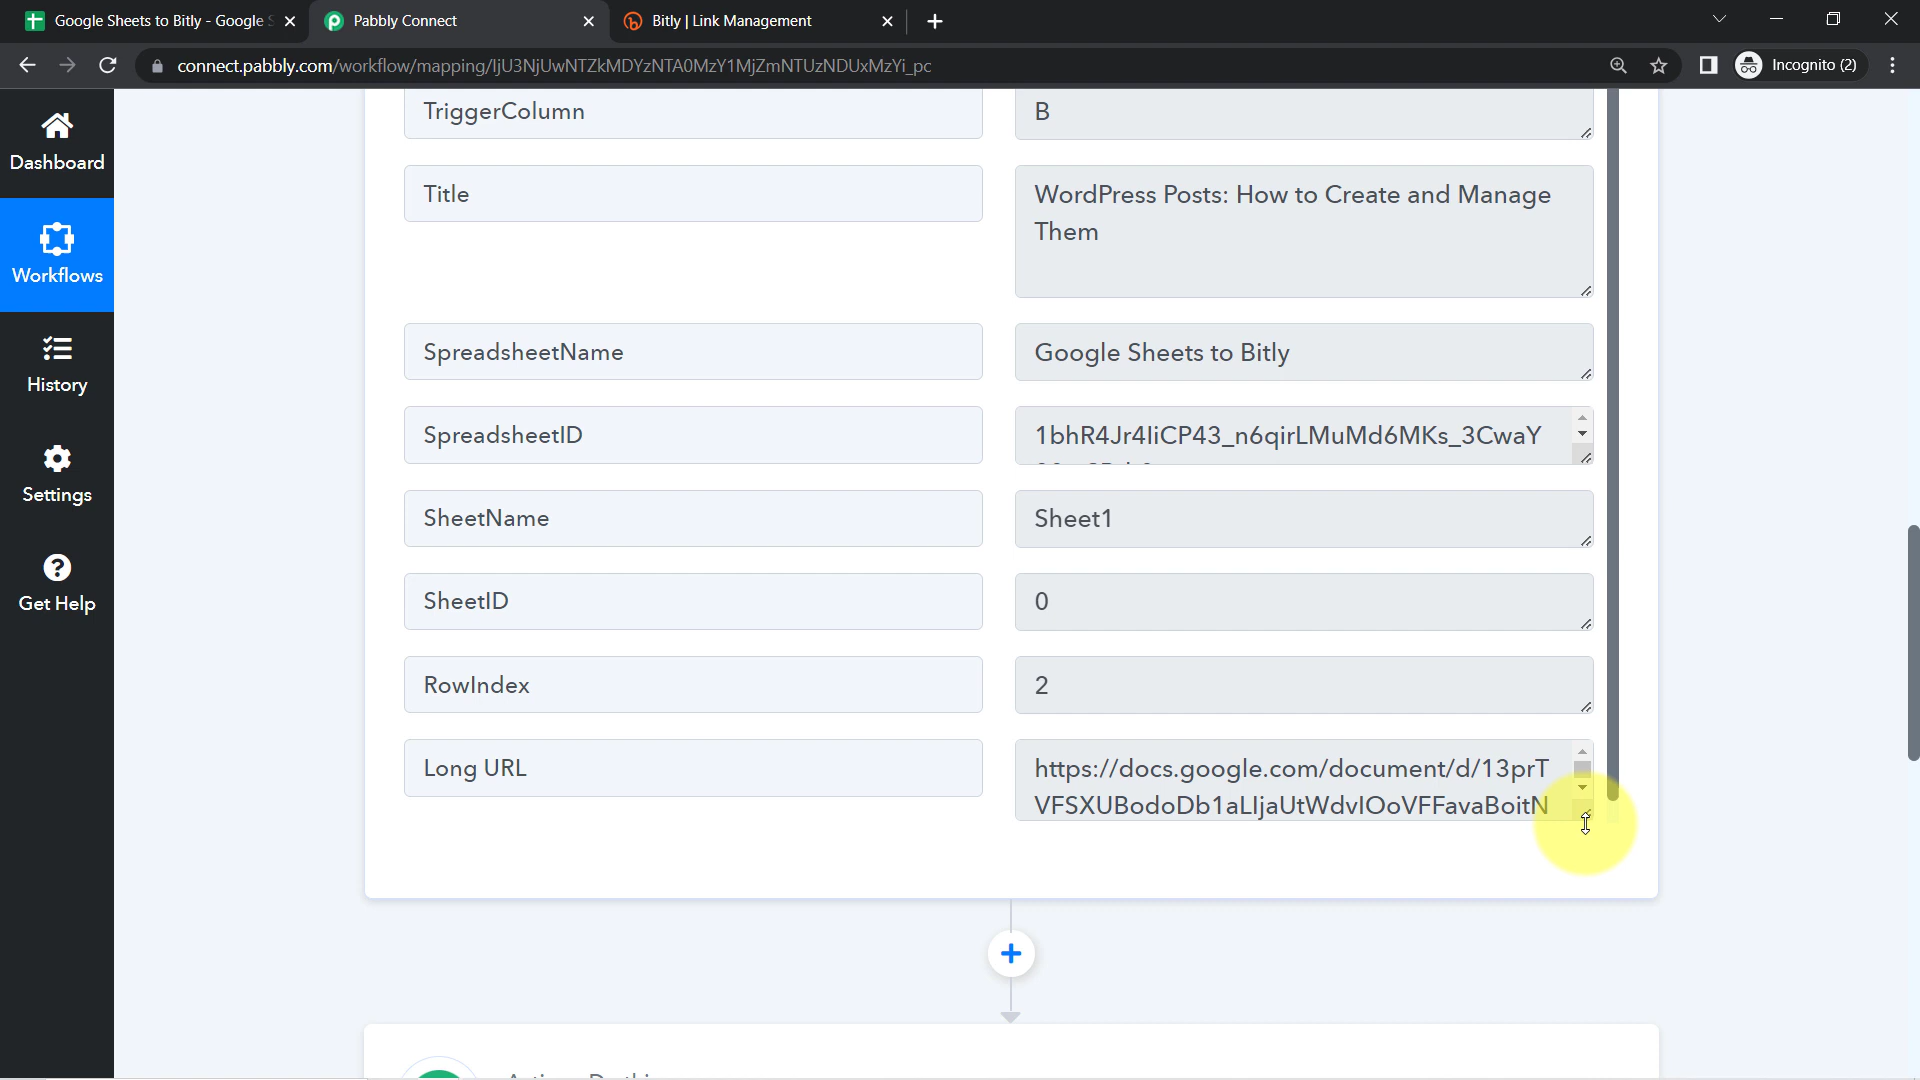 Google Sheets to Bitly - Google S
Pabbly Connect
Bitly | Link Management
connect.pabbly.com/workflow/mapping/IjU3NjUwNTZkMDYzNTA0MzY1MjZmNTUzNDUxMzYi_pc
Incognito (2)
Dashboard
Workflows
History
Settings
Get Help
TriggerColumn
B
Title
WordPress Posts: How to Create and Manage
Them
SpreadsheetName
Google Sheets to Bitly
SpreadsheetID
1bhR4Jr4liCP43_n6qirLMuMd6MKs_3CwaY
SheetName
Sheet1
SheetID
0
RowIndex
2
Long URL
https://docs.google.com/document/d/13prT
VFSXUBodoDb1aLIjaUtWdvIOoVFFavaBoitN